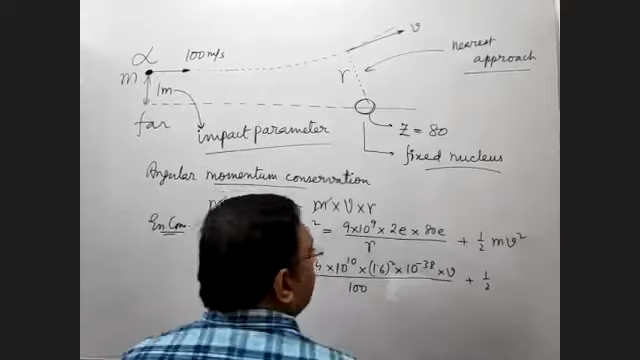 α
100 m/s
v
nearest
approach
m
r
1m
far
impact parameter
Z = 80
fixed nucleus
Angular momentum conservation
m × v × r
En Con.
² = 9×10⁹ × 2e × 80e / r + 1/2 mv²
× 10¹⁰ × (1.6)² × 10⁻³⁸ × v / 100 + 1/2